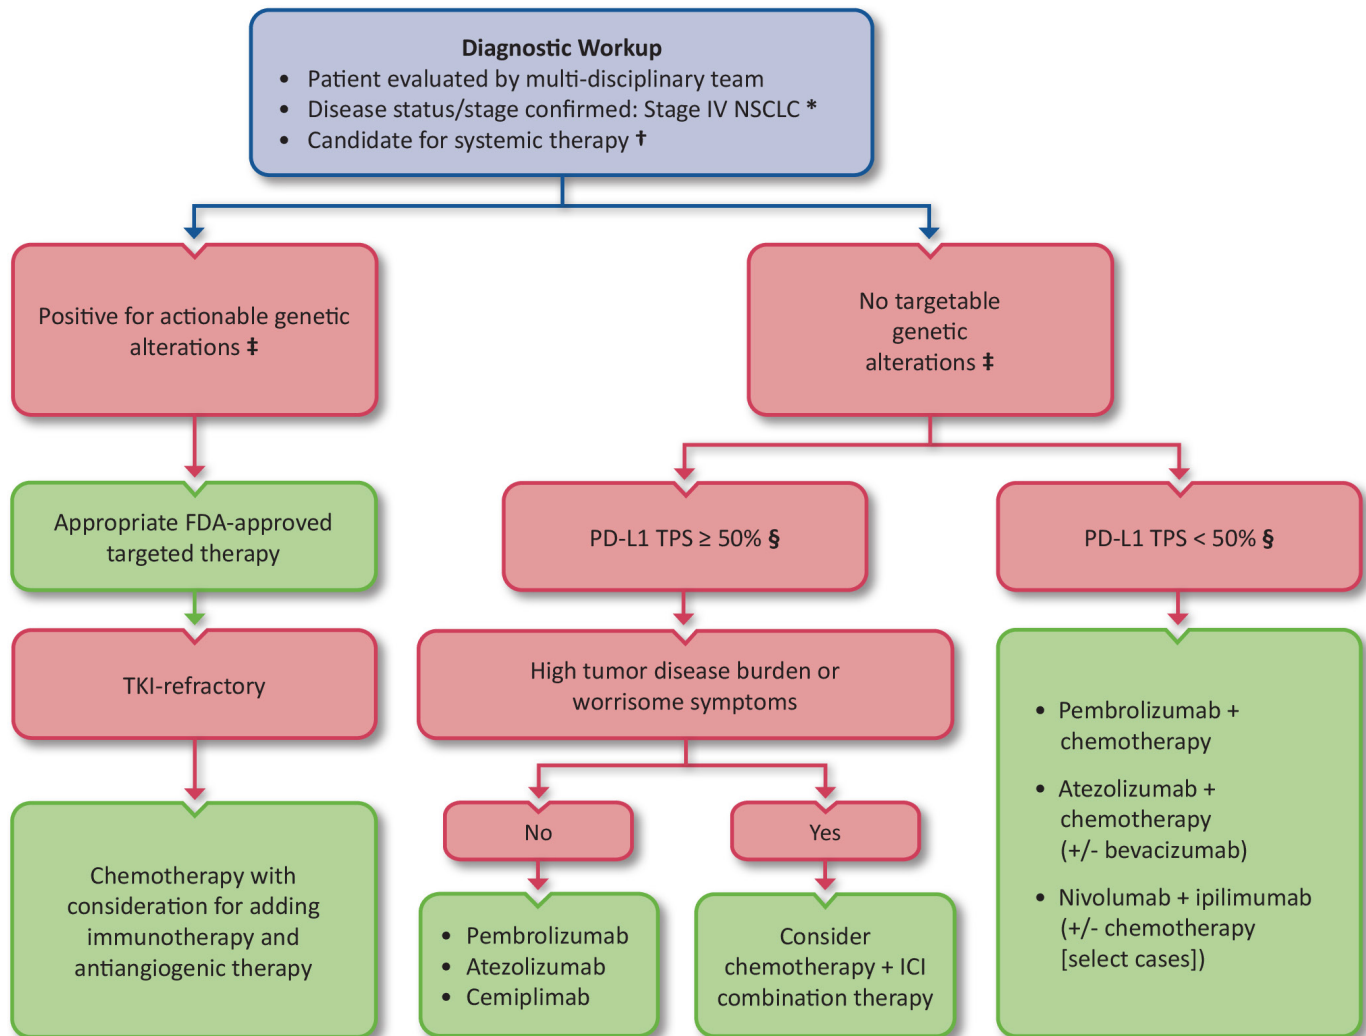 Diagnostic Workup
• Patient evaluated by multi-disciplinary team
• Disease status/stage confirmed: Stage IV NSCLC *
• Candidate for systemic therapy †
Positive for actionable genetic
alterations ‡
No targetable
genetic
alterations ‡
Appropriate FDA-approved
targeted therapy
PD-L1 TPS ≥ 50% §
PD-L1 TPS < 50% §
TKI-refractory
High tumor disease burden or
worrisome symptoms
No
Yes
Chemotherapy with
consideration for adding
immunotherapy and
antiangiogenic therapy
• Pembrolizumab
• Atezolizumab
• Cemiplimab
Consider
chemotherapy + ICI
combination therapy
• Pembrolizumab +
chemotherapy
• Atezolizumab +
chemotherapy
(+/- bevacizumab)
• Nivolumab + ipilimumab
(+/- chemotherapy
[select cases])